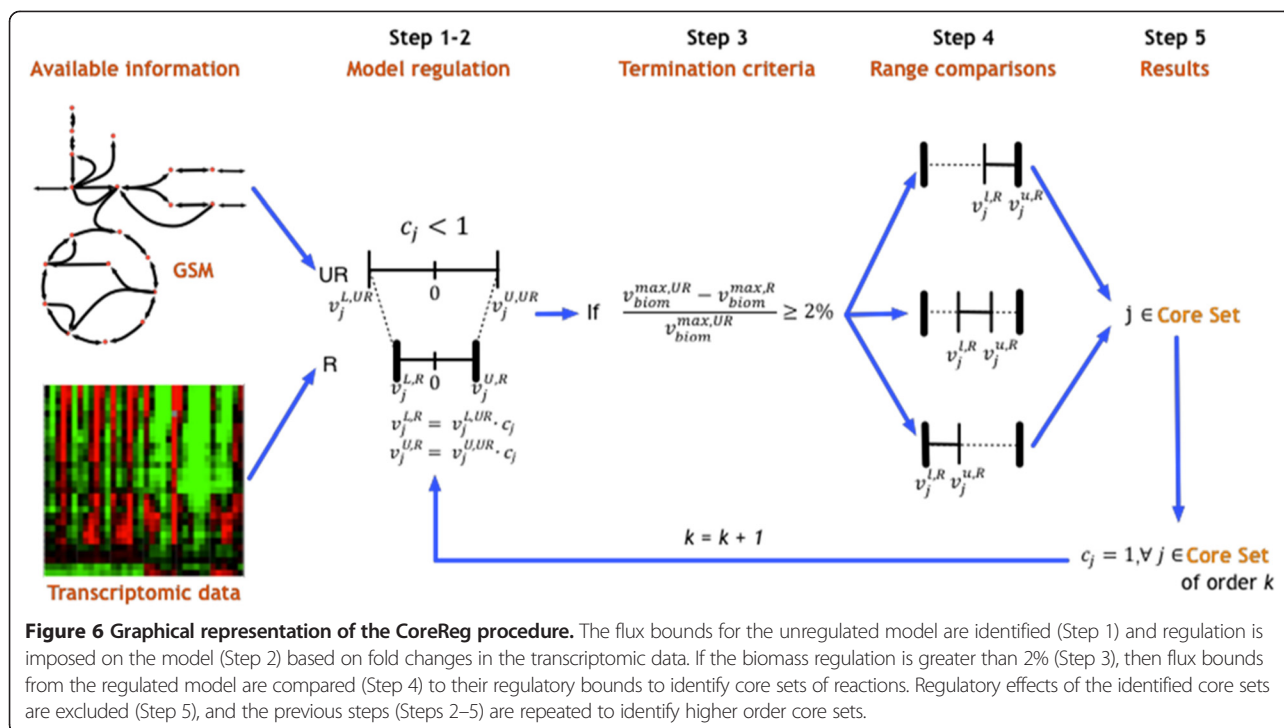 Step 1-2
Step 3
Step 4
Step 5
Available information
Model regulation
Termination criteria
Range comparisons
Results
GSM
Transcriptomic data
UR
R
c_j < 1
v_j^{L,UR}
0
v_j^{U,UR}
v_j^{L,R}
0
v_j^{U,R}
v_j^{L,R} = v_j^{L,UR} · c_j
v_j^{U,R} = v_j^{U,UR} · c_j
If \frac{v_{biom}^{max,UR} - v_{biom}^{max,R}}{v_{biom}^{max,UR}} ≥ 2%
v_j^{l,R} v_j^{u,R}
v_j^{l,R} v_j^{u,R}
v_j^{l,R} v_j^{u,R}
j ∈ Core Set
c_j = 1, ∀ j ∈ Core Set
of order k
k = k + 1
Figure 6 Graphical representation of the CoreReg procedure. The flux bounds for the unregulated model are identified (Step 1) and regulation is
imposed on the model (Step 2) based on fold changes in the transcriptomic data. If the biomass regulation is greater than 2% (Step 3), then flux bounds
from the regulated model are compared (Step 4) to their regulatory bounds to identify core sets of reactions. Regulatory effects of the identified core sets
are excluded (Step 5), and the previous steps (Steps 2–5) are repeated to identify higher order core sets.